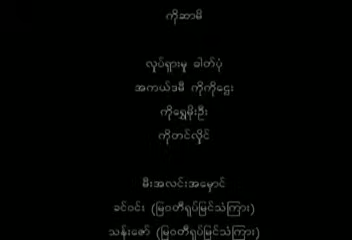 ကိုဆာမိ
လှုပ်ရှားမှု ဓါတ်ပုံ
အကယ်ဒမီ ကိုကိုဌေး
ကိုရွှေမိုးဦး
ကိုတင်လှိုင်
မီးအလင်းအမှောင်
ခင်ဝင်း (မြဝတီရုပ်မြင်သံကြား)
သန်းဇော် (မြဝတီရုပ်မြင်သံကြား)